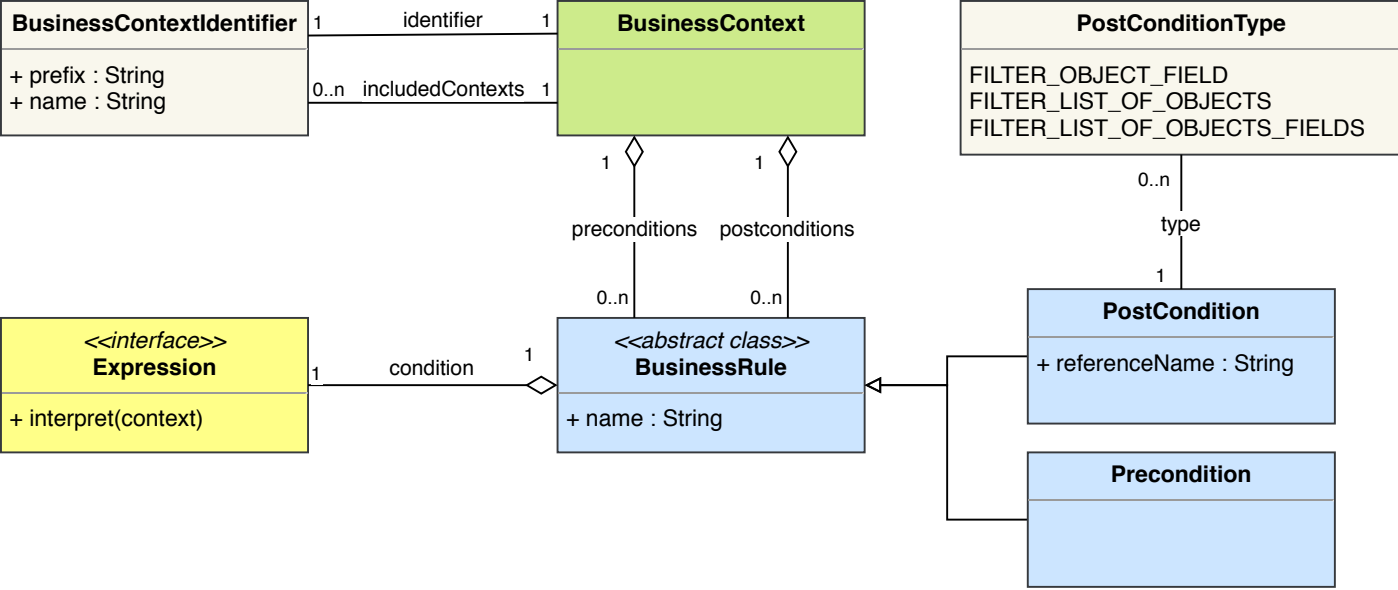 BusinessContextIdentifier
+ prefix : String
+ name : String
1
identifier
1
0..n
includedContexts
1
BusinessContext
PostConditionType
FILTER_OBJECT_FIELD
FILTER_LIST_OF_OBJECTS
FILTER_LIST_OF_OBJECTS_FIELDS
1
preconditions
0..n
1
postconditions
0..n
0..n
type
1
<<interface>>
Expression
+ interpret(context)
1
condition
1
<<abstract class>>
BusinessRule
+ name : String
PostCondition
+ referenceName : String
Precondition